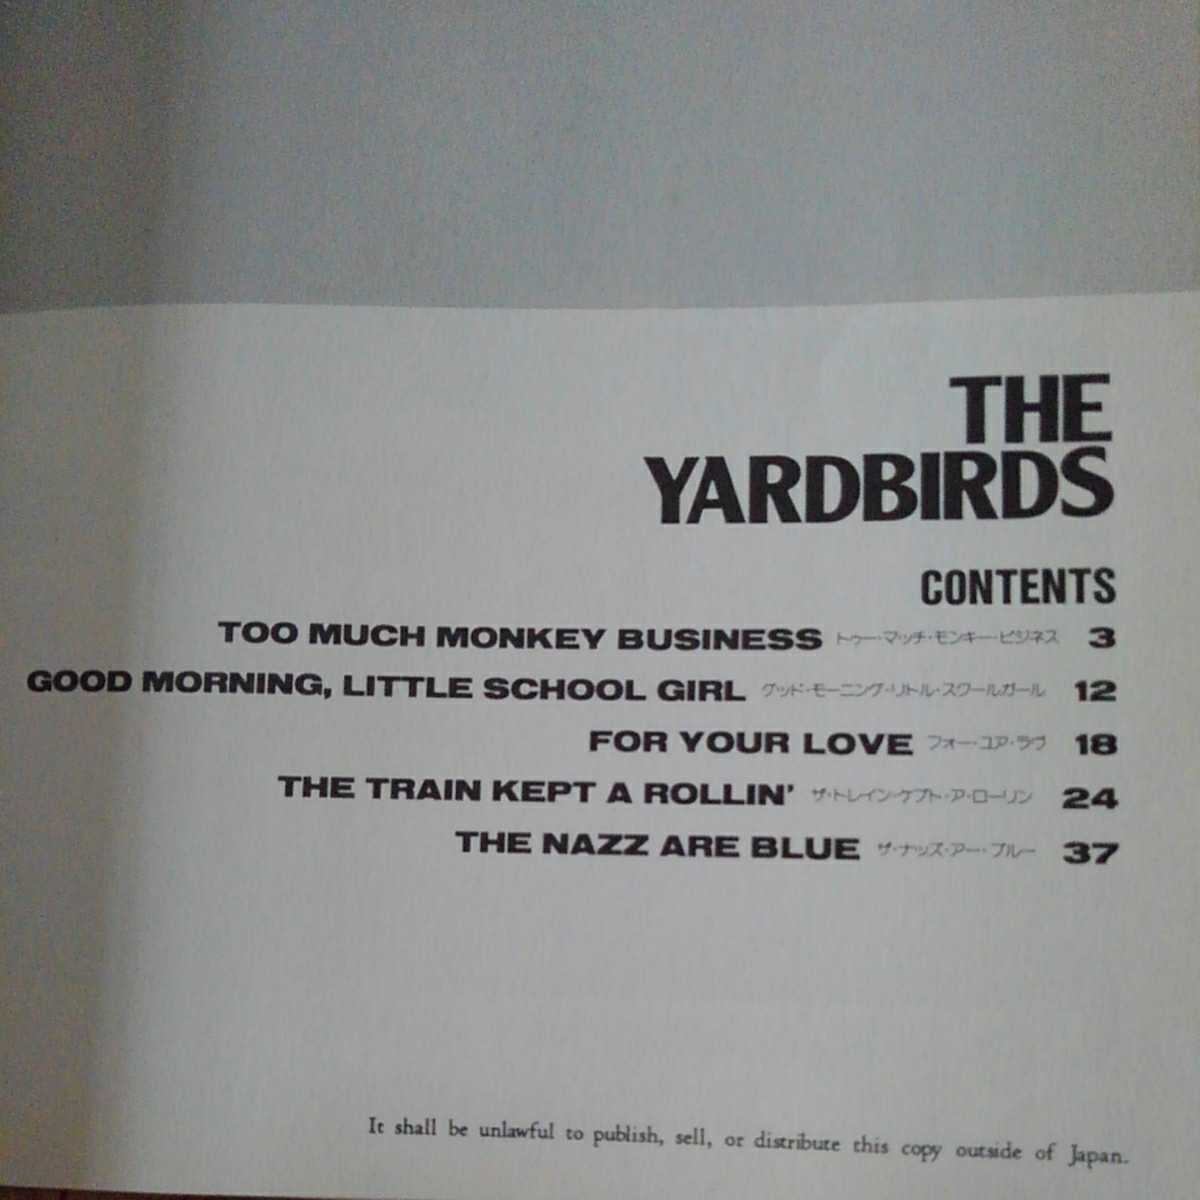 THE
YARDBIRDS
CONTENTS
TOO MUCH MONKEY BUSINESS トゥー・マッチ・モンキー・ビジネス 3
GOOD MORNING, LITTLE SCHOOL GIRL グッド・モーニング・リトル・スクールガール 12
FOR YOUR LOVE フォー・ユア・ラヴ 18
THE TRAIN KEPT A ROLLIN' ザ・トレイン・ケプト・ア・ローリン 24
THE NAZZ ARE BLUE ザ・ナッズ・アー・ブルー 37
It shall be unlawful to publish, sell, or distribute this copy outside of Japan.